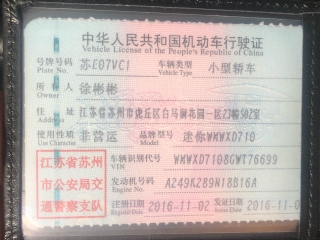 中华人民共和国机动车行驶证
Vehicle License of the People's Republic of China
号牌号码 苏E07VC1 车辆类型 小型轿车
Plate No. Vehicle Type
所有人 徐彬彬
Owner
住址 江苏省苏州市虎丘区白马涧花园一区23幢502室
Address
使用性质 非营运 品牌型号 迷你WMWXD710
Use Character Model
江苏省苏州
市公安局交
通警察支队
车辆识别代号 WMWXD7108GWT76699
VIN
发动机号码 A249K289N18B16A
Engine No.
注册日期 2016-11-02 发证日期 2016-11-0
Register Date Issue Date